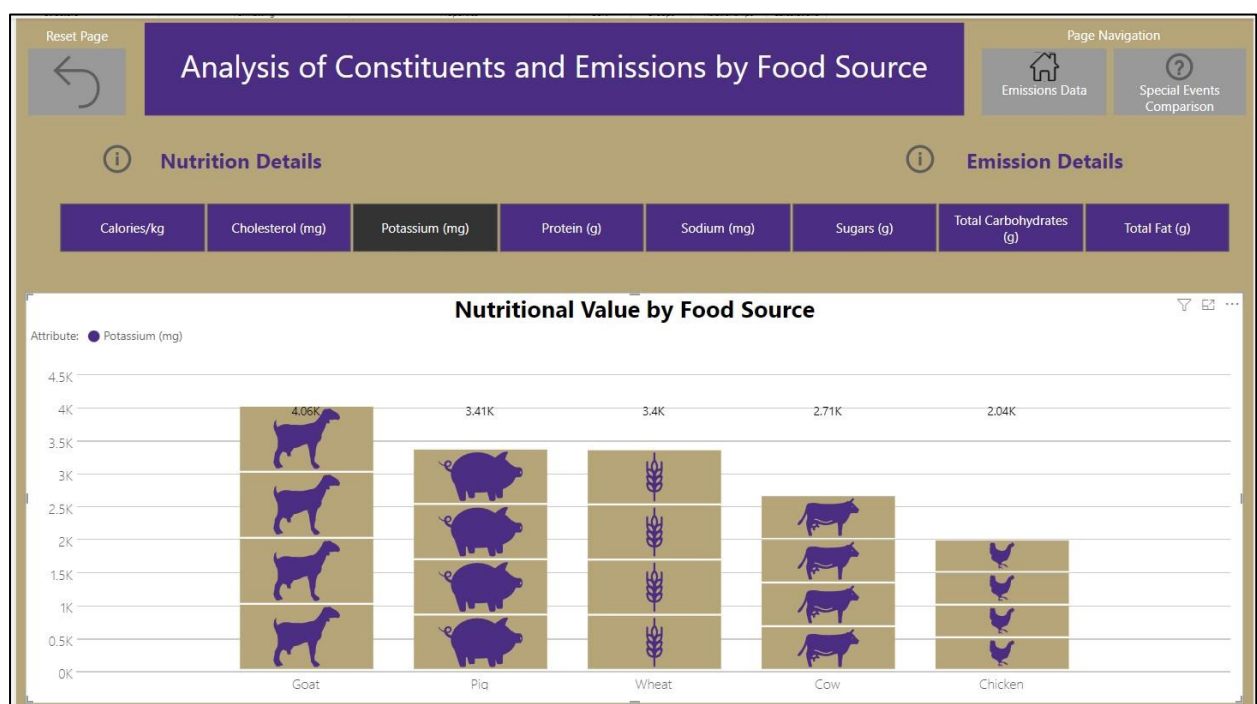 Reset Page
Analysis of Constituents and Emissions by Food Source
Page Navigation
Emissions Data
Special Events
Comparison
Nutrition Details
Emission Details
Calories/kg
Cholesterol (mg)
Potassium (mg)
Protein (g)
Sodium (mg)
Sugars (g)
Total Carbohydrates
(g)
Total Fat (g)
Nutritional Value by Food Source
Attribute: Potassium (mg)
4.5K
4K
3.5K
3K
2.5K
2K
1.5K
1K
0.5K
0K
4.06K
3.41K
3.4K
2.71K
2.04K
Goat
Pig
Wheat
Cow
Chicken